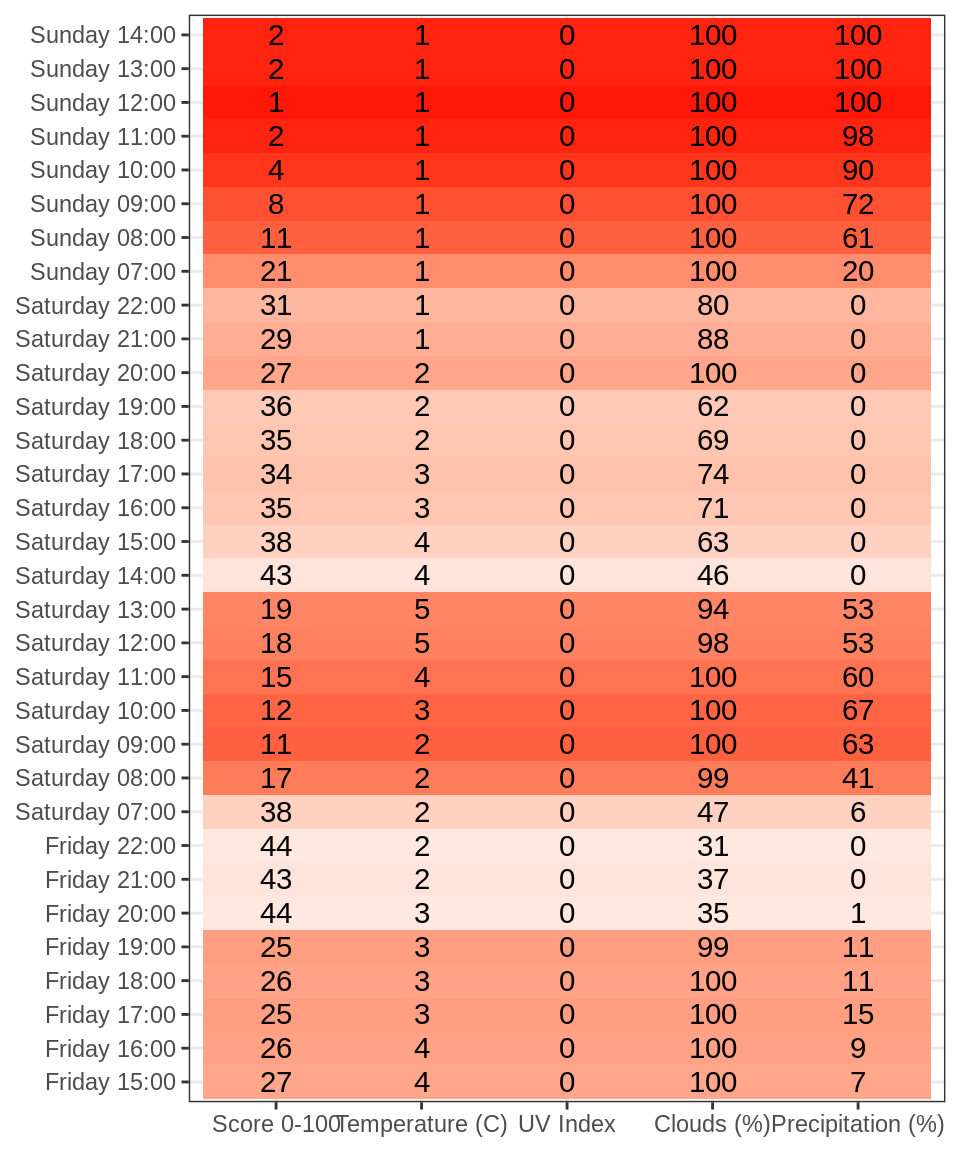 Sunday 14:00 2 1 0 100 100
Sunday 13:00 2 1 0 100 100
Sunday 12:00 1 1 0 100 100
Sunday 11:00 2 1 0 100 98
Sunday 10:00 4 1 0 100 90
Sunday 09:00 8 1 0 100 72
Sunday 08:00 11 1 0 100 61
Sunday 07:00 21 1 0 100 20
Saturday 22:00 31 1 0 80 0
Saturday 21:00 29 1 0 88 0
Saturday 20:00 27 2 0 100 0
Saturday 19:00 36 2 0 62 0
Saturday 18:00 35 2 0 69 0
Saturday 17:00 34 3 0 74 0
Saturday 16:00 35 3 0 71 0
Saturday 15:00 38 4 0 63 0
Saturday 14:00 43 4 0 46 0
Saturday 13:00 19 5 0 94 53
Saturday 12:00 18 5 0 98 53
Saturday 11:00 15 4 0 100 60
Saturday 10:00 12 3 0 100 67
Saturday 09:00 11 2 0 100 63
Saturday 08:00 17 2 0 99 41
Saturday 07:00 38 2 0 47 6
Friday 22:00 44 2 0 31 0
Friday 21:00 43 2 0 37 0
Friday 20:00 44 3 0 35 1
Friday 19:00 25 3 0 99 11
Friday 18:00 26 3 0 100 11
Friday 17:00 25 3 0 100 15
Friday 16:00 26 4 0 100 9
Friday 15:00 27 4 0 100 7
Score 0-100 Temperature (C) UV Index Clouds (%) Precipitation (%)